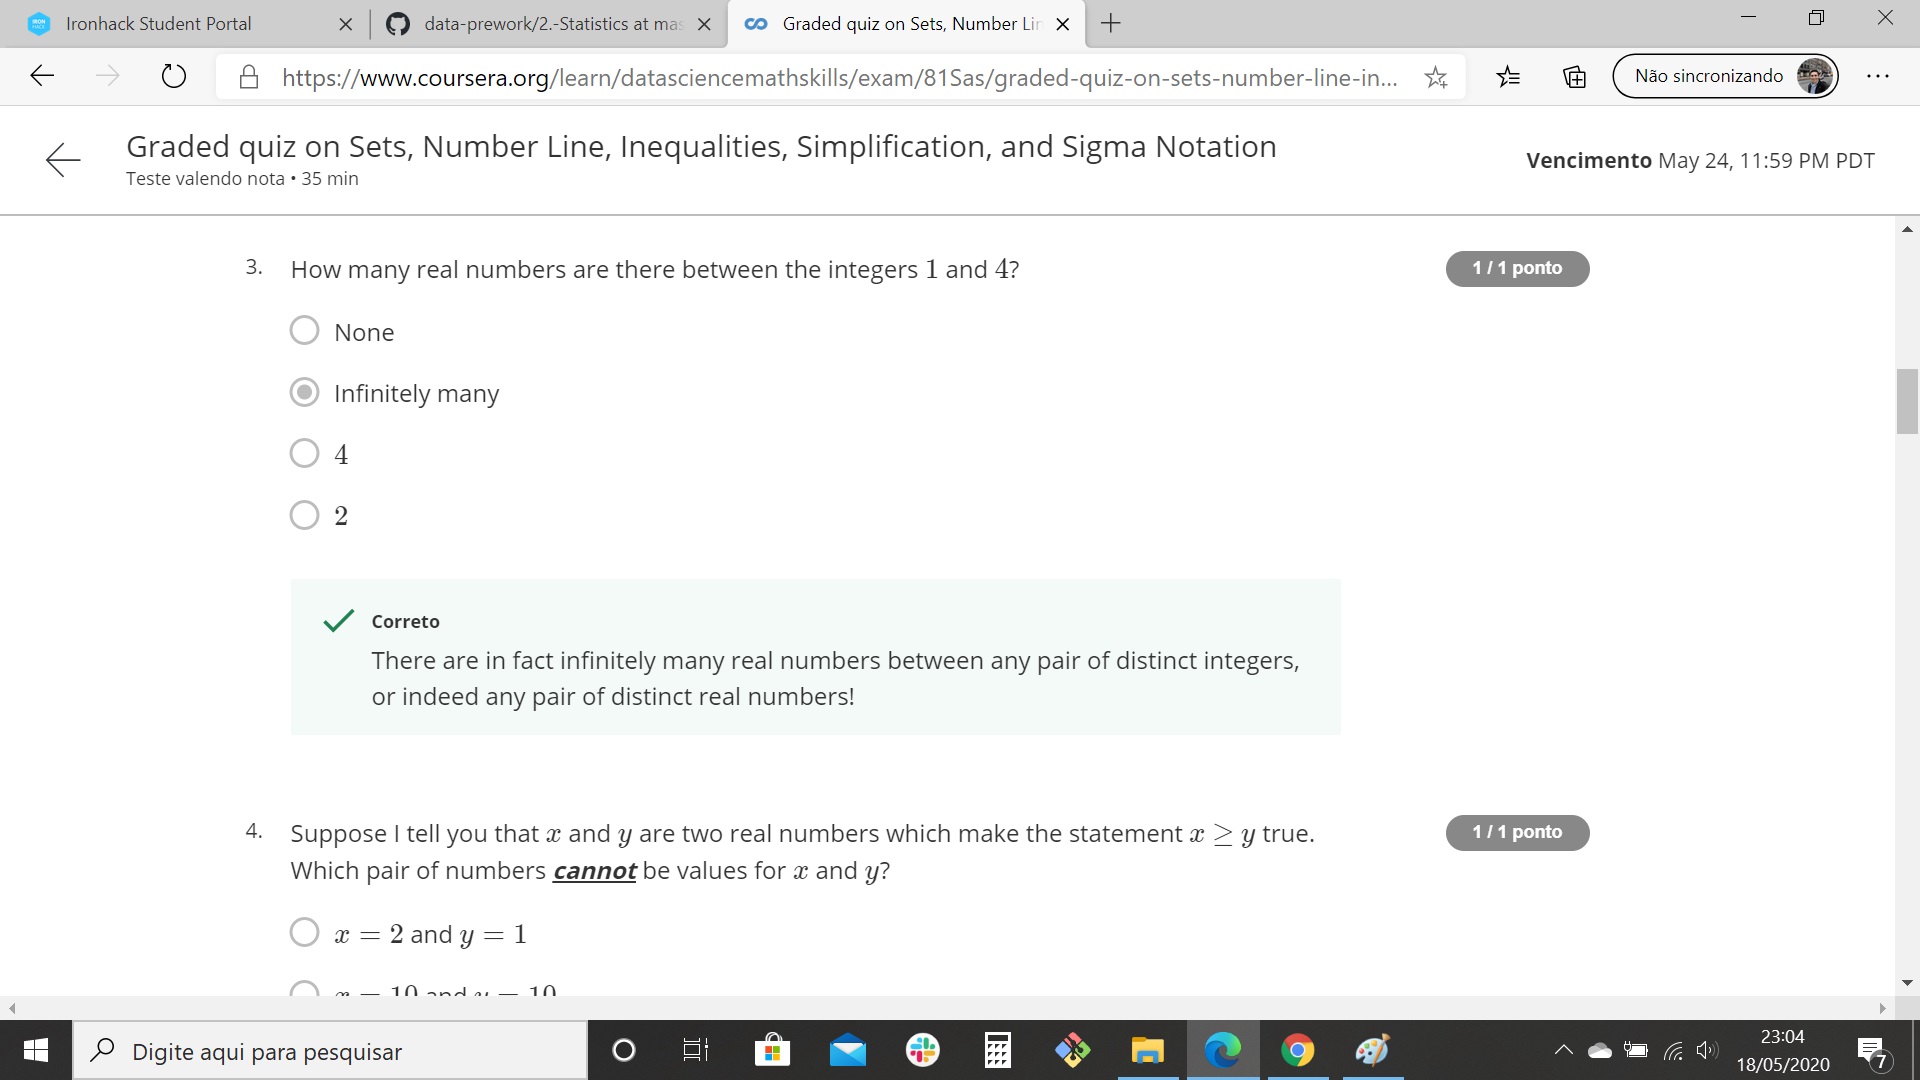 Ironhack Student Portal
data-prework/2.-Statistics at mas
Graded quiz on Sets, Number Lin
https://www.coursera.org/learn/datasciencemathskills/exam/81Sas/graded-quiz-on-sets-number-line-in...
Não sincronizando
Graded quiz on Sets, Number Line, Inequalities, Simplification, and Sigma Notation
Teste valendo nota • 35 min
Vencimento May 24, 11:59 PM PDT
3. How many real numbers are there between the integers 1 and 4?
1 / 1 ponto
None
Infinitely many
4
2
Correto
There are in fact infinitely many real numbers between any pair of distinct integers,
or indeed any pair of distinct real numbers!
4. Suppose I tell you that x and y are two real numbers which make the statement x ≥ y true.
1 / 1 ponto
Which pair of numbers cannot be values for x and y?
x = 2 and y = 1
x = 10 and y = 10
Digite aqui para pesquisar
23:04
18/05/2020
7